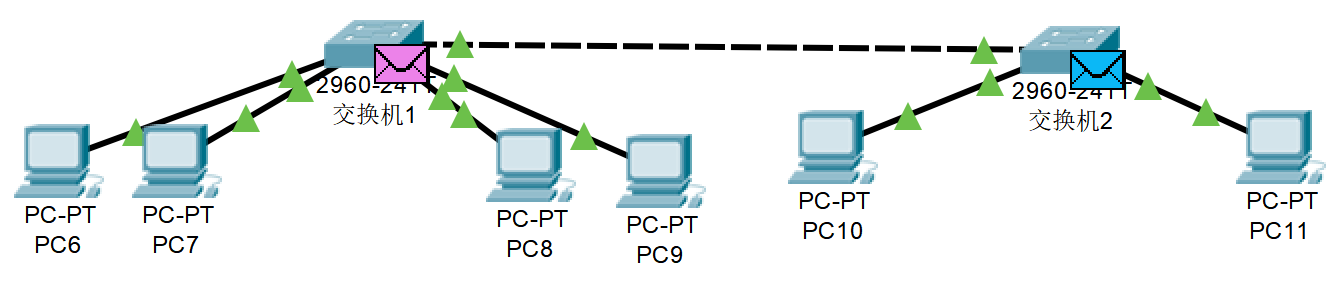 2960-24TT
交换机1
2960-24TT
交换机2
PC-PT
PC6
PC-PT
PC7
PC-PT
PC8
PC-PT
PC9
PC-PT
PC10
PC-PT
PC11